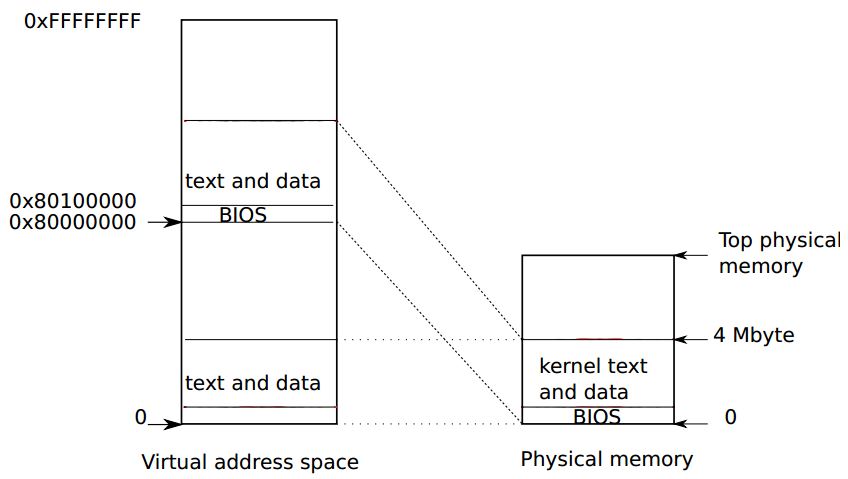 0xFFFFFFFF
text and data
0x80100000
BIOS
0x80000000
Top physical
memory
4 Mbyte
kernel text
and data
text and data
BIOS
0
0
Virtual address space
Physical memory